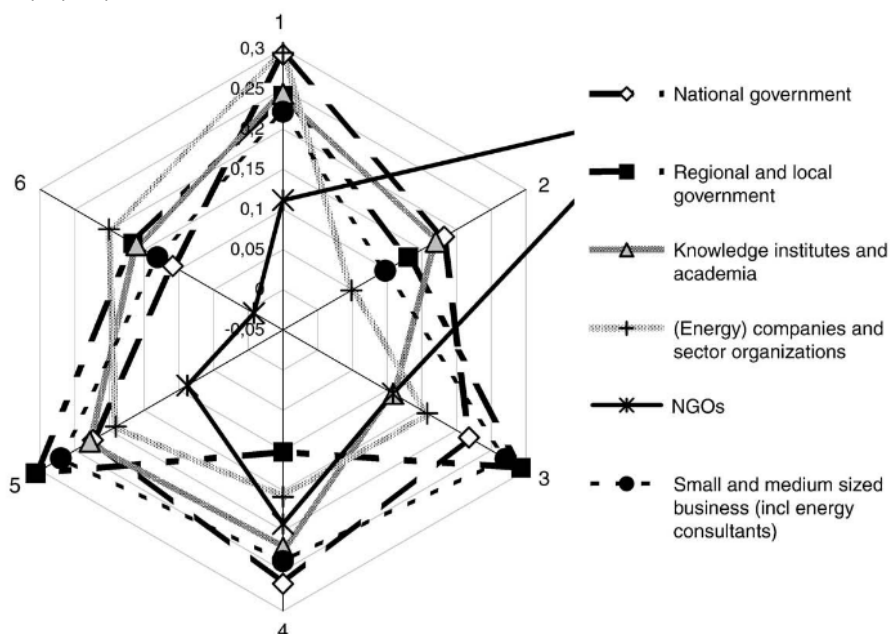 1
0,3
0,25
0,2
0,15
0,1
0,05
0
-0,05
2
3
4
5
6
National government
Regional and local
government
Knowledge institutes and
academia
(Energy) companies and
sector organizations
NGOs
Small and medium sized
business (incl energy
consultants)